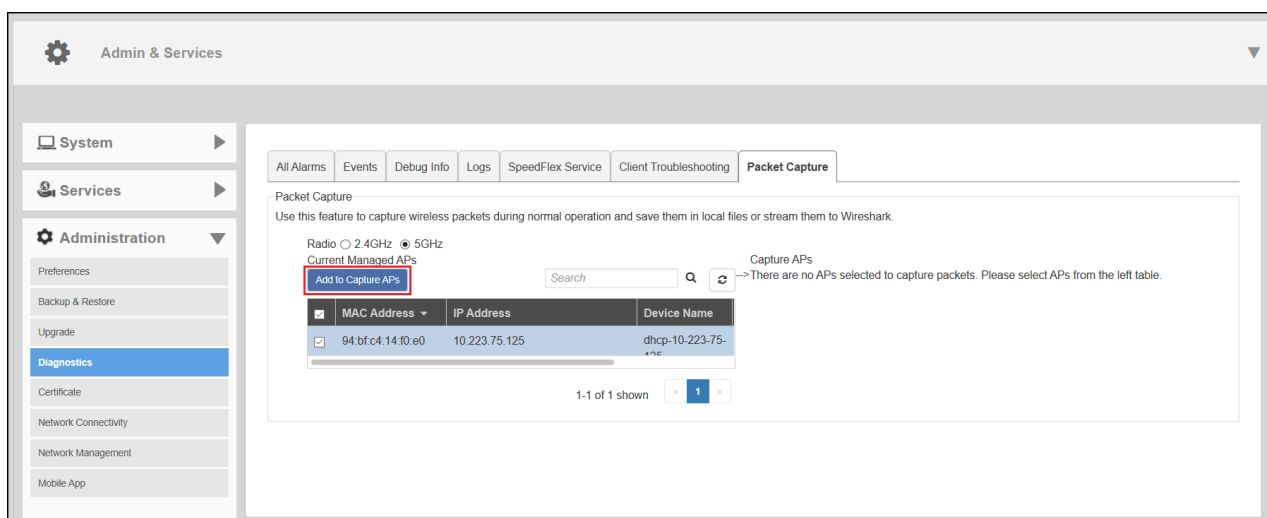 Admin & Services
System
Services
Administration
Preferences
Backup & Restore
Upgrade
Diagnostics
Certificate
Network Connectivity
Network Management
Mobile App
All Alarms Events Debug Info Logs SpeedFlex Service Client Troubleshooting Packet Capture
Packet Capture
Use this feature to capture wireless packets during normal operation and save them in local files or stream them to Wireshark.
Radio 2.4GHz 5GHz
Current Managed APs
Add to Capture APs
Search
MAC Address IP Address Device Name
94:bf:c4:14:f0:e0 10.223.75.125 dhcp-10-223-75-
125
1-1 of 1 shown « 1 »
Capture APs
-->There are no APs selected to capture packets. Please select APs from the left table.